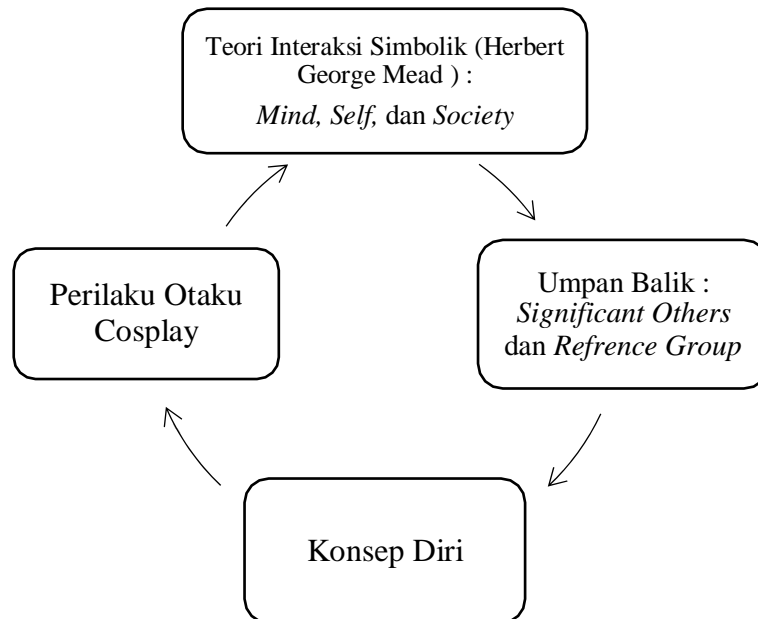 Teori Interaksi Simbolik (Herbert
George Mead ) :
Mind, Self, dan Society
Umpan Balik :
Significant Others
dan Refrence Group
Konsep Diri
Perilaku Otaku
Cosplay